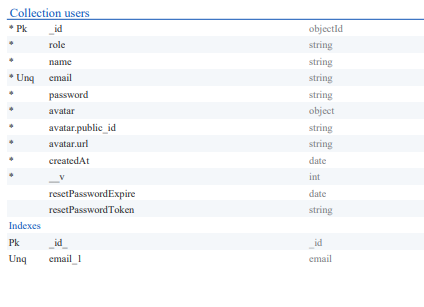 Collection users
* Pk _id objectId
* role string
* name string
* Unq email string
* password string
* avatar object
* avatar.public_id string
* avatar.url string
* createdAt date
* __v int
resetPasswordExpire date
resetPasswordToken string
Indexes
Pk _id_ _id
Unq email_1 email